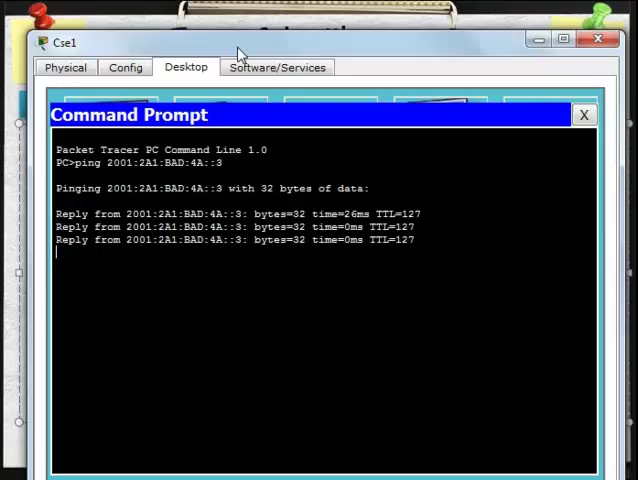 Cse1
Physical Config Desktop Software/Services
Command Prompt X
Packet Tracer PC Command Line 1.0
PC>ping 2001:2A1:BAD:4A::3
Pinging 2001:2A1:BAD:4A::3 with 32 bytes of data:
Reply from 2001:2A1:BAD:4A::3: bytes=32 time=26ms TTL=127
Reply from 2001:2A1:BAD:4A::3: bytes=32 time=0ms TTL=127
Reply from 2001:2A1:BAD:4A::3: bytes=32 time=0ms TTL=127